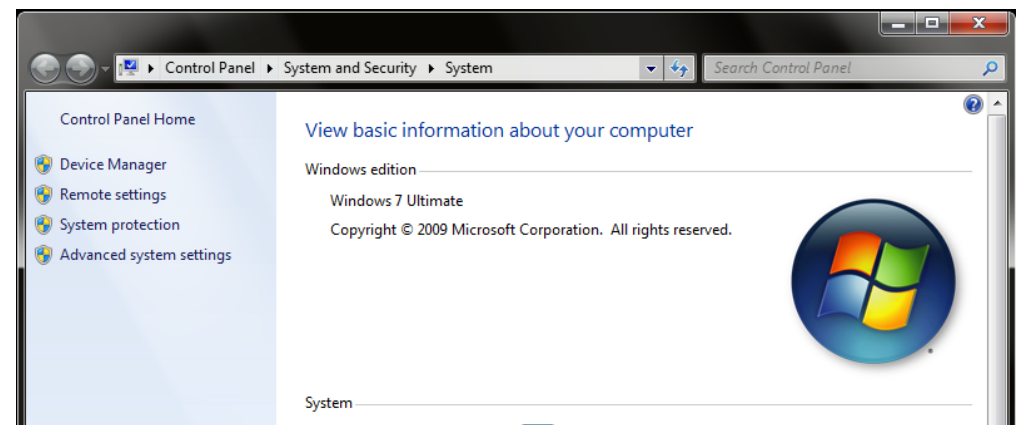 Control Panel System and Security System
Search Control Panel
Control Panel Home
Device Manager
Remote settings
System protection
Advanced system settings
View basic information about your computer
Windows edition
Windows 7 Ultimate
Copyright © 2009 Microsoft Corporation. All rights reserved.
System